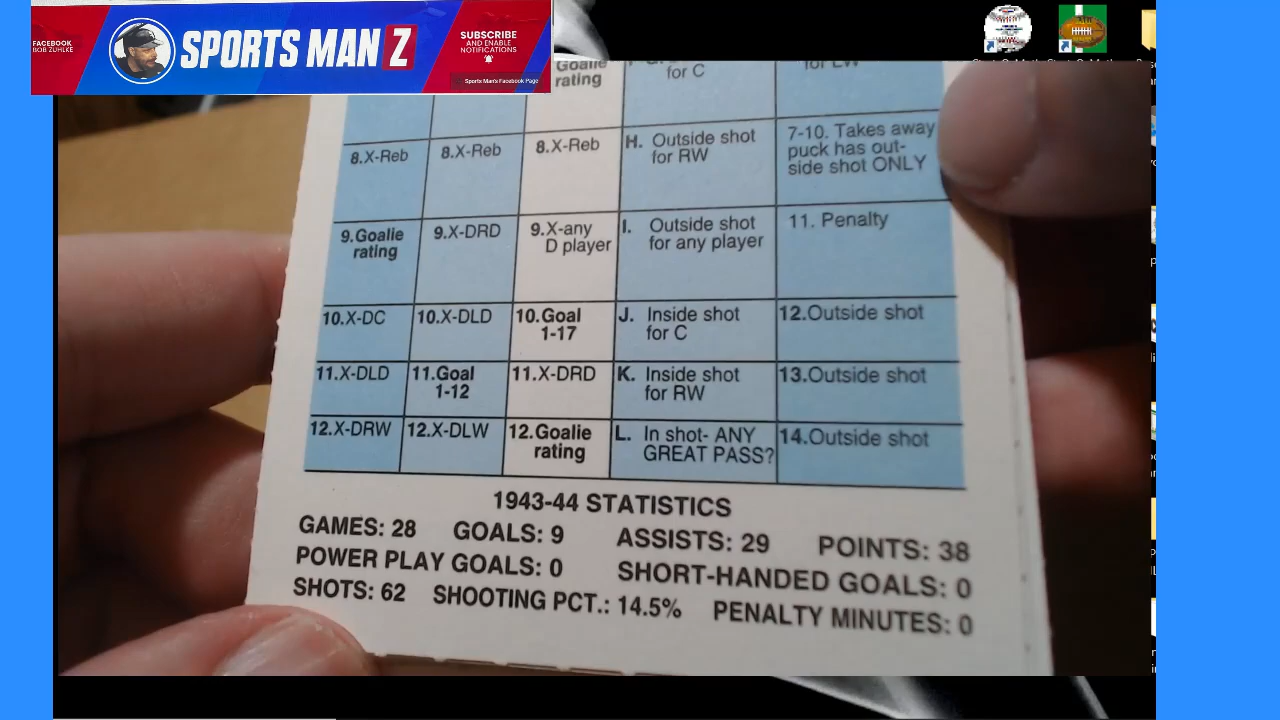 FACEBOOK
BOB ZUHLKE
SPORTS MAN Z
SUBSCRIBE
AND ENABLE
NOTIFICATIONS
Sports Man's Facebook Page
Goalie
rating
for C
for LW
8.X-Reb
8.X-Reb
8.X-Reb
H. Outside shot
for RW
7-10. Takes away
puck has out-
side shot ONLY
9.Goalie
rating
9.X-DRD
9.X-any
D player
I. Outside shot
for any player
11. Penalty
10.X-DC
10.X-DLD
10.Goal
1-17
J. Inside shot
for C
12.Outside shot
11.X-DLD
11.Goal
1-12
11.X-DRD
K. Inside shot
for RW
13.Outside shot
12.X-DRW
12.X-DLW
12.Goalie
rating
L. In shot- ANY
GREAT PASS?
14.Outside shot
1943-44 STATISTICS
GAMES: 28 GOALS: 9 ASSISTS: 29 POINTS: 38
POWER PLAY GOALS: 0 SHORT-HANDED GOALS: 0
SHOTS: 62 SHOOTING PCT.: 14.5% PENALTY MINUTES: 0